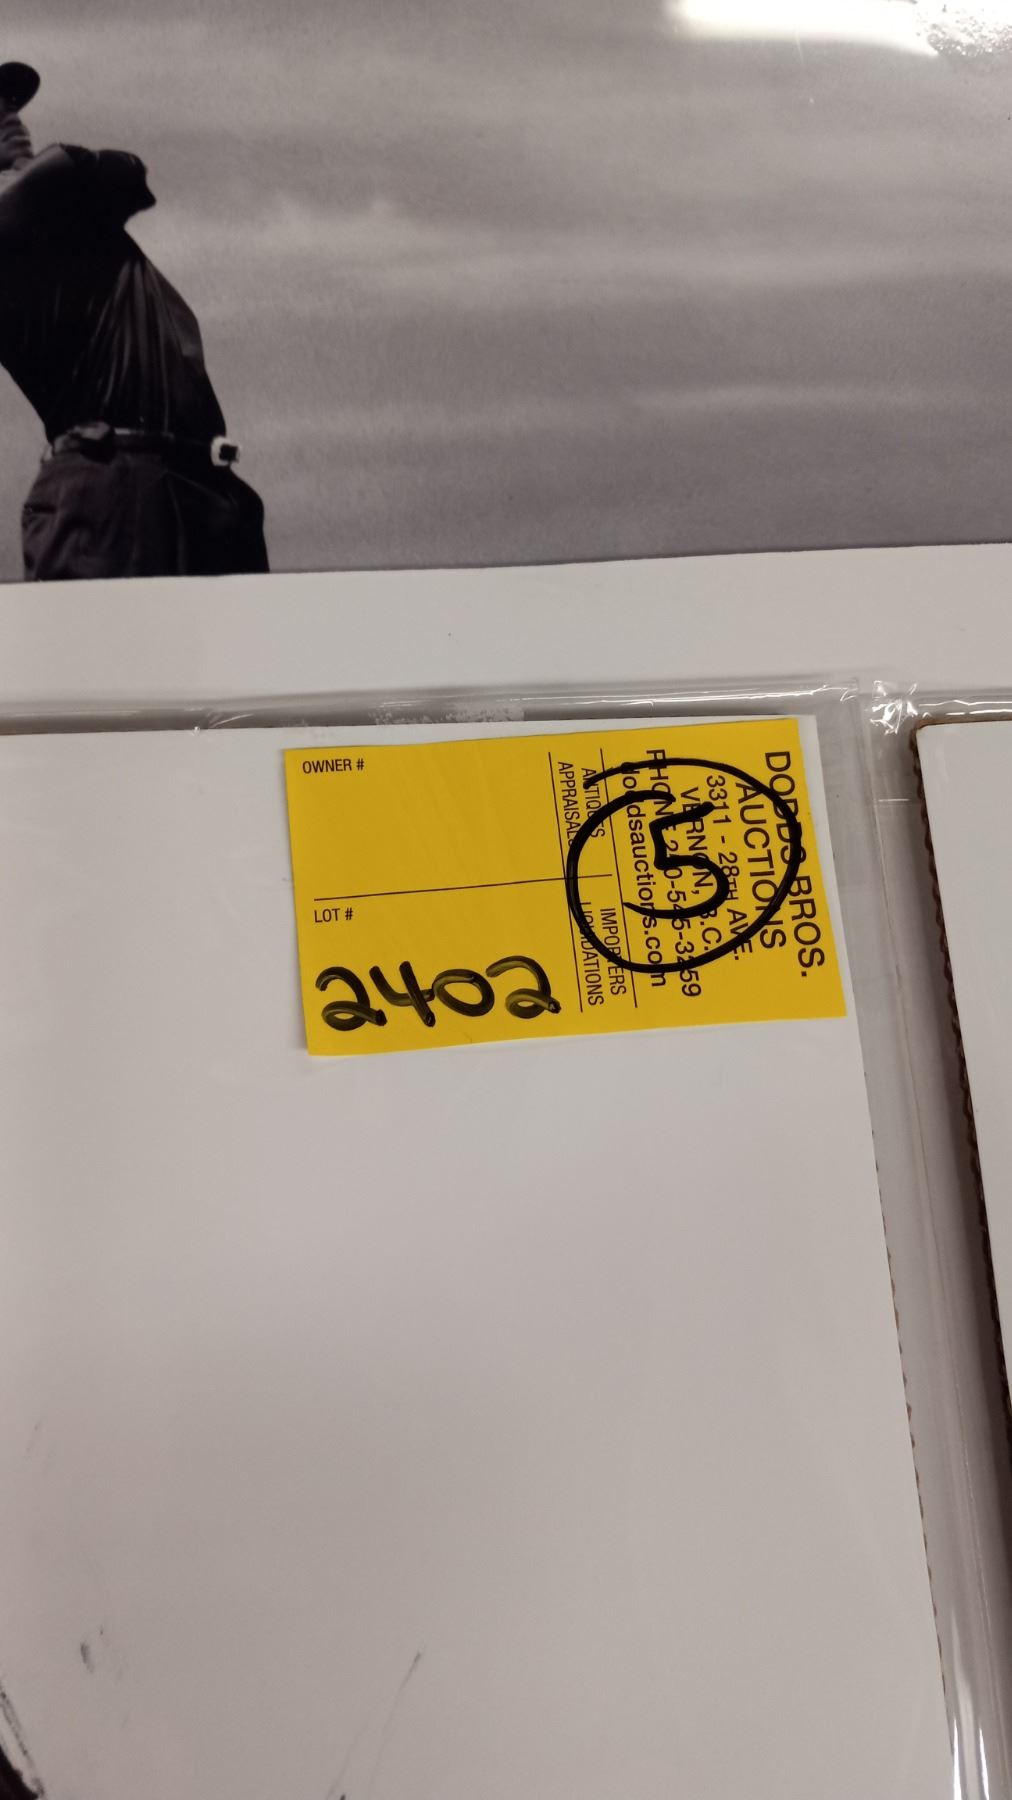 OWNER #
LOT #
2402
DODDS BROS.
AUCTIONS
3311 - 28TH AVE.
VERNON, B.C.
PHONE 250-545-3259
doddsauctions.com
ANTIQUES IMPORTERS
APPRAISALS LIQUIDATIONS
5